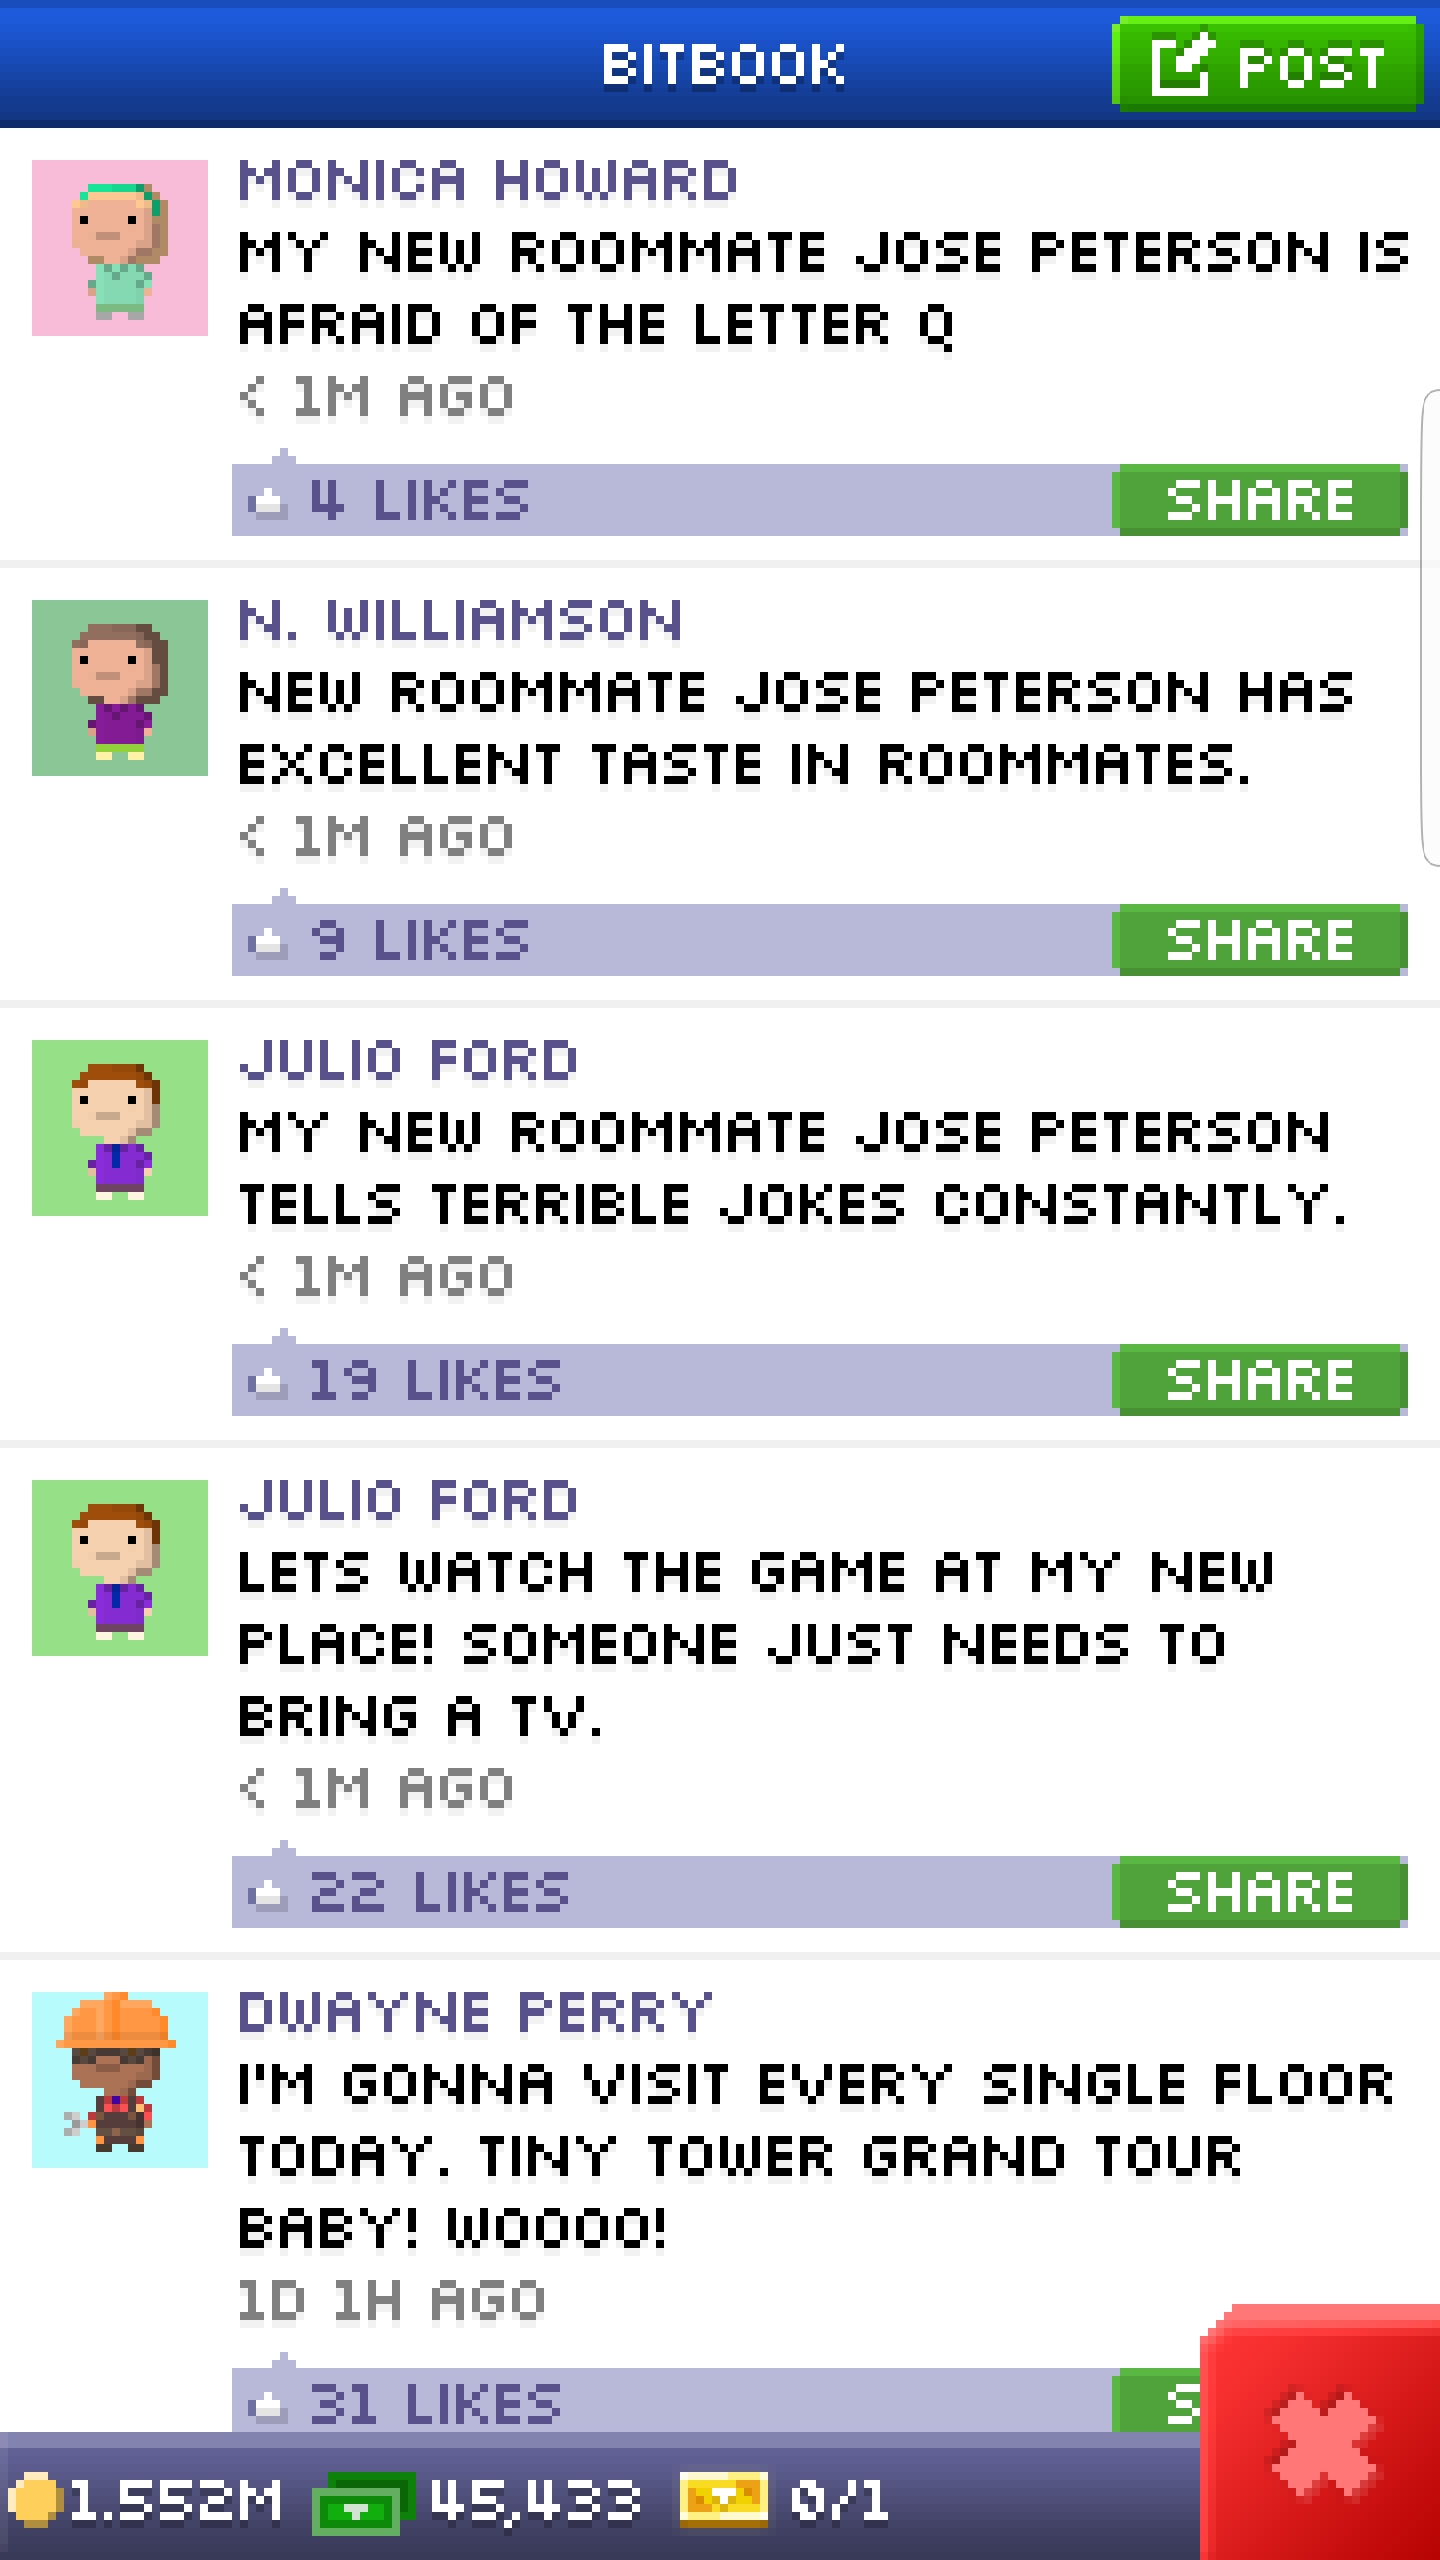 BITBOOK
POST
MONICA HOWARD
MY NEW ROOMMATE JOSE PETERSON IS
AFRAID OF THE LETTER Q
< 1M AGO
4 LIKES
SHARE
N. WILLIAMSON
NEW ROOMMATE JOSE PETERSON HAS
EXCELLENT TASTE IN ROOMMATES.
< 1M AGO
9 LIKES
SHARE
JULIO FORD
MY NEW ROOMMATE JOSE PETERSON
TELLS TERRIBLE JOKES CONSTANTLY.
< 1M AGO
19 LIKES
SHARE
JULIO FORD
LETS WATCH THE GAME AT MY NEW
PLACE! SOMEONE JUST NEEDS TO
BRING A TV.
< 1M AGO
22 LIKES
SHARE
DWAYNE PERRY
I'M GONNA VISIT EVERY SINGLE FLOOR
TODAY. TINY TOWER GRAND TOUR
BABY! WOOOO!
1D 1H AGO
31 LIKES
S
1.552M 45,433 0/1